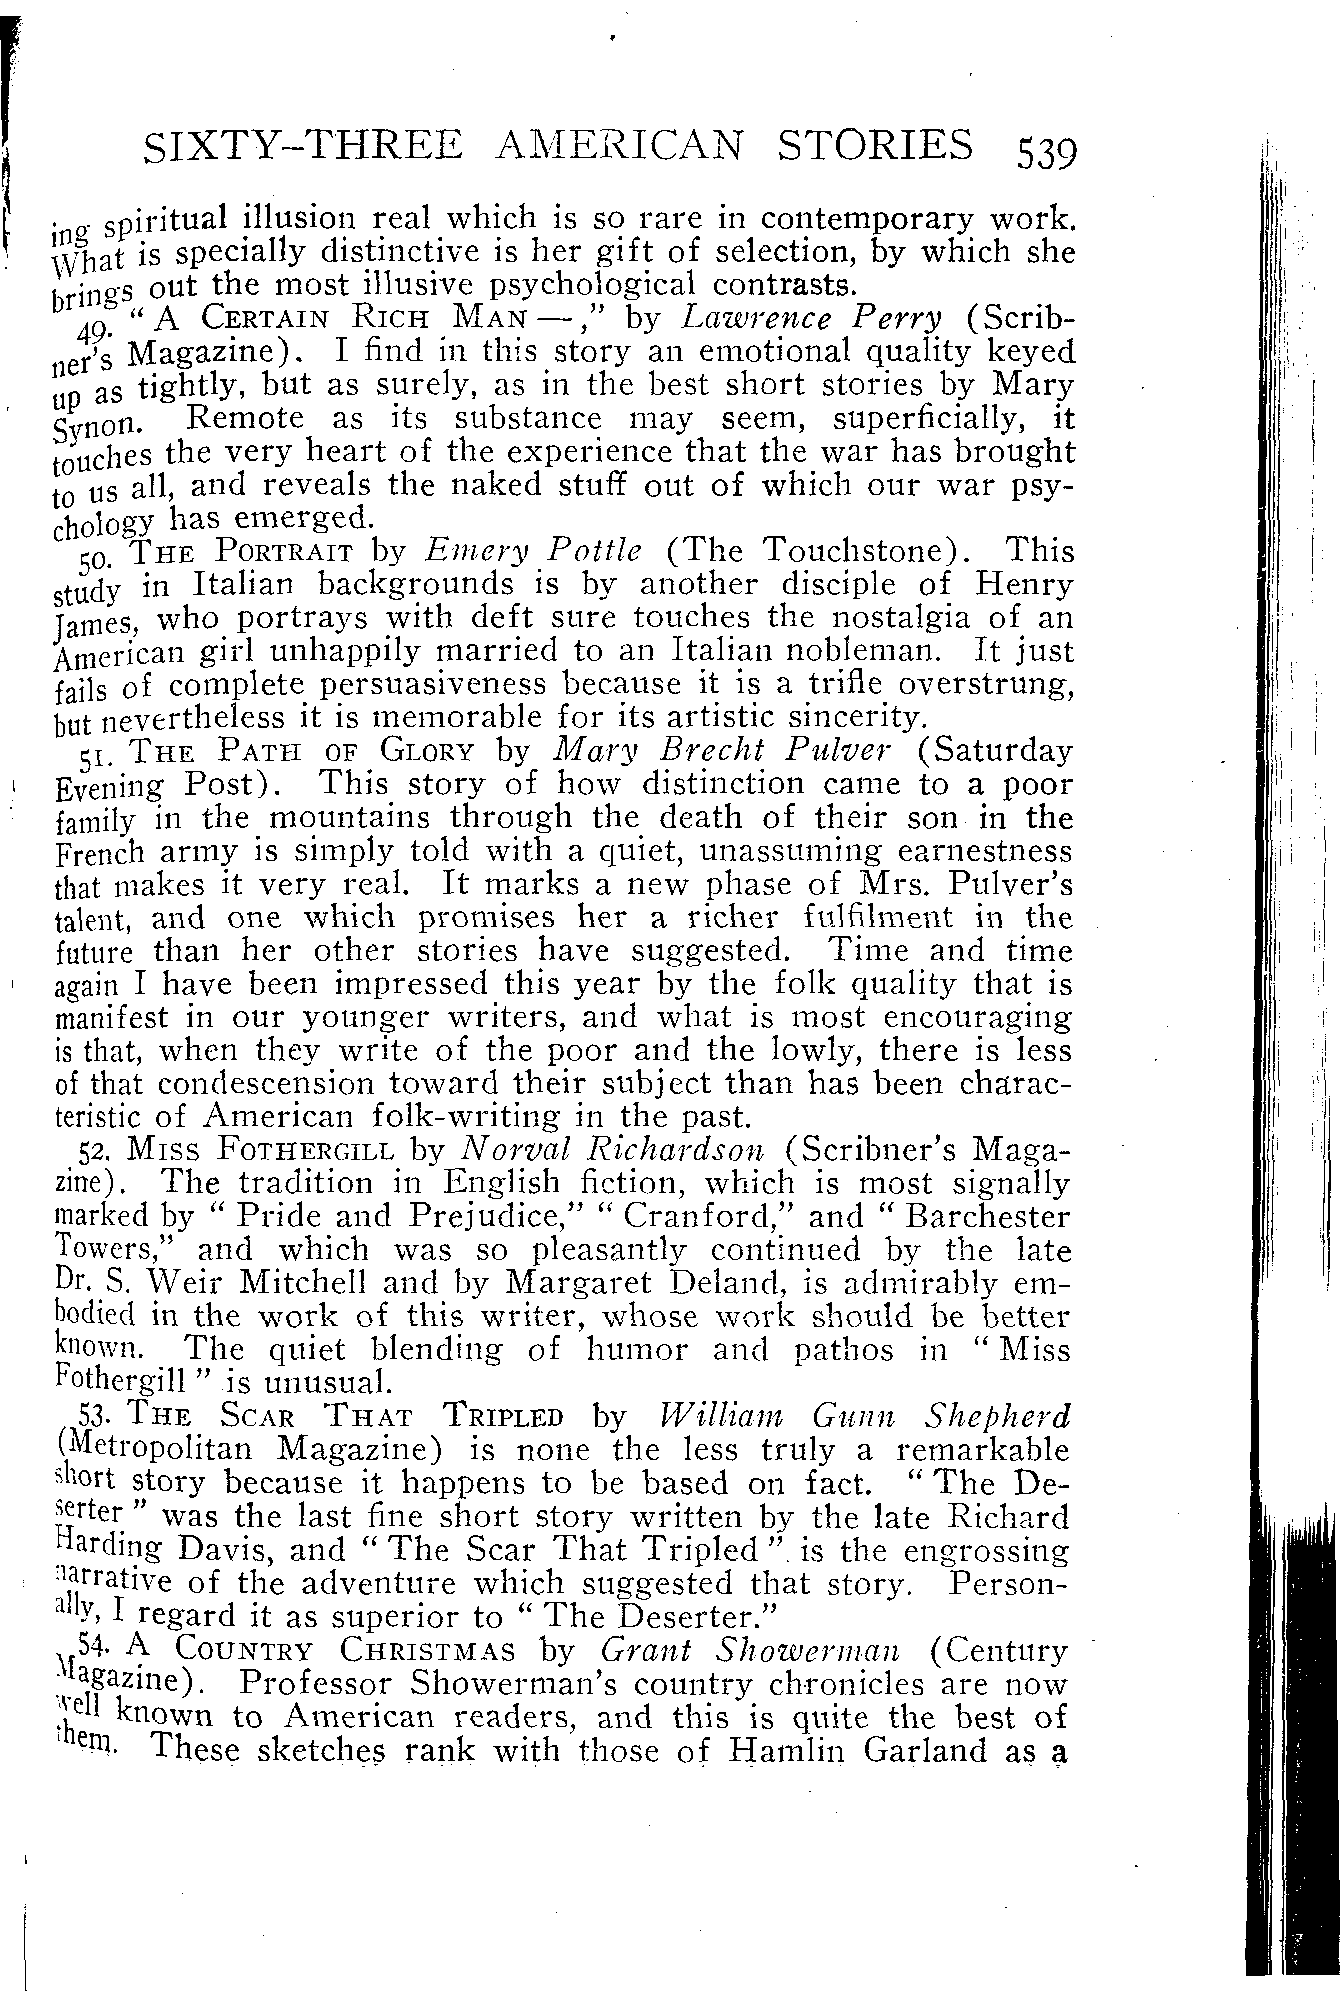 SIXTY-THREE AMERICAN STORIES 539
ing spiritual illusion real which is so rare in contemporary work.
What is specially distinctive is her gift of selection, by which she
brings out the most illusive psychological contrasts.
49. “A CERTAIN RICH MAN —,” by Lawrence Perry (Scrib-
ner's Magazine). I find in this story an emotional quality keyed
up as tightly, but as surely, as in the best short stories by Mary
Synon. Remote as its substance may seem, superficially, it
touches the very heart of the experience that the war has brought
to us all, and reveals the naked stuff out of which our war psy-
chology has emerged.
50. THE PORTRAIT by Emery Pottle (The Touchstone). This
study in Italian backgrounds is by another disciple of Henry
James, who portrays with deft sure touches the nostalgia of an
American girl unhappily married to an Italian nobleman. It just
fails of complete persuasiveness because it is a trifle overstrung,
but nevertheless it is memorable for its artistic sincerity.
51. THE PATH OF GLORY by Mary Brecht Pulver (Saturday
Evening Post). This story of how distinction came to a poor
family in the mountains through the death of their son in the
French army is simply told with a quiet, unassuming earnestness
that makes it very real. It marks a new phase of Mrs. Pulver's
talent, and one which promises her a richer fulfilment in the
future than her other stories have suggested. Time and time
again I have been impressed this year by the folk quality that is
manifest in our younger writers, and what is most encouraging
is that, when they write of the poor and the lowly, there is less
of that condescension toward their subject than has been charac-
teristic of American folk-writing in the past.
52. MISS FOTHERGILL by Norval Richardson (Scribner's Maga-
zine). The tradition in English fiction, which is most signally
marked by “ Pride and Prejudice,” “ Cranford,” and “ Barchester
Towers,” and which was so pleasantly continued by the late
Dr. S. Weir Mitchell and by Margaret Deland, is admirably em-
bodied in the work of this writer, whose work should be better
known. The quiet blending of humor and pathos in “ Miss
Fothergill ” is unusual.
53. THE SCAR THAT TRIPLED by William Gunn Shepherd
(Metropolitan Magazine) is none the less truly a remarkable
short story because it happens to be based on fact. “ The De-
serter ” was the last fine short story written by the late Richard
Harding Davis, and “ The Scar That Tripled ” is the engrossing
narrative of the adventure which suggested that story. Person-
ally, I regard it as superior to “ The Deserter.”
54. A COUNTRY CHRISTMAS by Grant Showerman (Century
Magazine). Professor Showerman's country chronicles are now
well known to American readers, and this is quite the best of
them. These sketches rank with those of Hamlin Garland as a